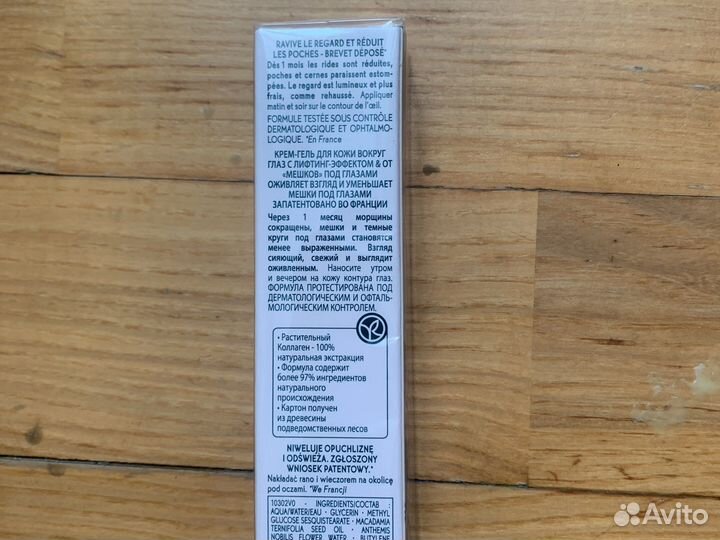 RAVIVE LE REGARD ET RÉDUIT
LES POCHES - BREVET DÉPOSÉ*
Dès 1 mois les rides sont réduites,
poches et cernes paraissent estom-
pées. Le regard est lumineux et plus
frais, comme rehaussé. Appliquer
matin et soir sur le contour de l'œil.
FORMULE TESTÉE SOUS CONTRÔLE
DERMATOLOGIQUE ET OPHTALMO-
LOGIQUE. *En France
КРЕМ-ГЕЛЬ ДЛЯ КОЖИ ВОКРУГ
ГЛАЗ С ЛИФТИНГ-ЭФФЕКТОМ & ОТ
«МЕШКОВ» ПОД ГЛАЗАМИ
ОЖИВЛЯЕТ ВЗГЛЯД И УМЕНЬШАЕТ
МЕШКИ ПОД ГЛАЗАМИ
ЗАПАТЕНТОВАНО ВО ФРАНЦИИ
Через 1 месяц морщины
сокращены, мешки и темные
круги под глазами становятся
менее выраженными. Взгляд
сияющий, свежий и выглядит
оживленным. Наносите утром
и вечером на кожу контура глаз.
ФОРМУЛА ПРОТЕСТИРОВАНА ПОД
ДЕРМАТОЛОГИЧЕСКИМ И ОФТАЛЬ-
МОЛОГИЧЕСКИМ КОНТРОЛЕМ.
• Растительный
Коллаген - 100%
натуральная экстракция
• Формула содержит
более 97% ингредиентов
натурального
происхождения
• Картон получен
из древесины
подведомственных лесов
NIWELUJE OPUCHLIZNĘ
I ODŚWIEŻA. ZGŁOSZONY
WNIOSEK PATENTOWY.*
Nakładać rano i wieczorem na okolicę
pod oczami. *We Francji
10302V0 - INGREDIENTS/СОСТАВ :
AQUA/WATER/EAU • GLYCERIN • METHYL
GLUCOSE SESQUISTEARATE • MACADAMIA
TERNIFOLIA SEED OIL • ANTHEMIS
NOBILIS FLOWER WATER • BUTYLENE
Avito